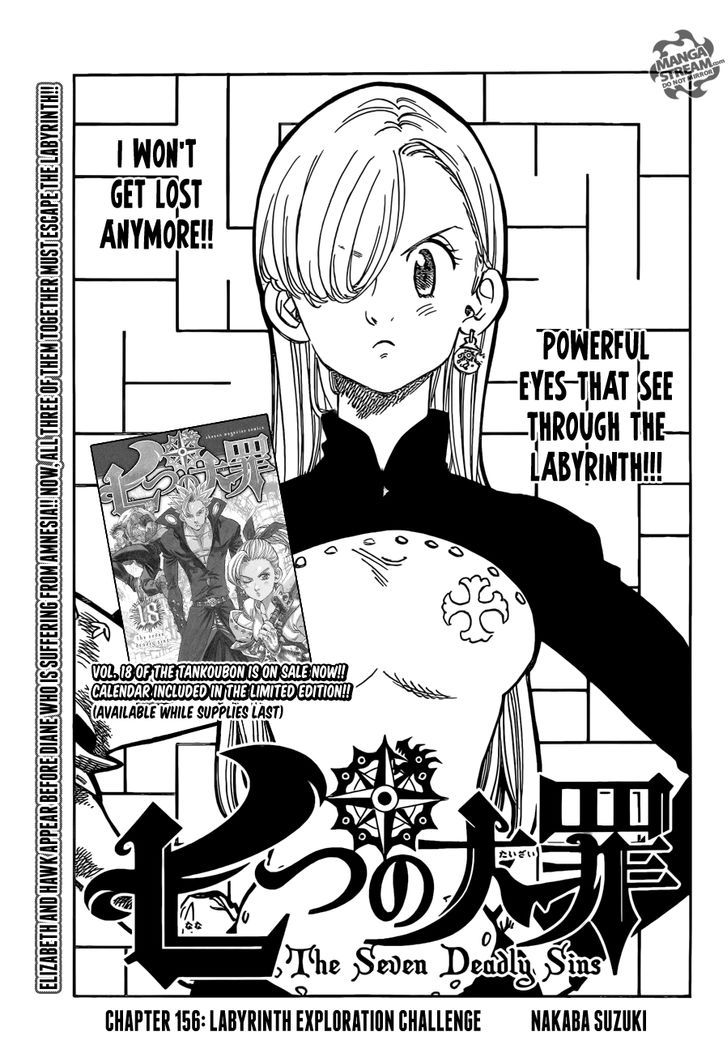 MANGA
STREAM.com
DO NOT MIRROR
ELIZABETH AND HAWK APPEAR BEFORE DIANE WHO IS SUFFERING FROM AMNESIA!! NOW, ALL THREE OF THEM TOGETHER MUST ESCAPE THE LABYRINTH!!
I WON'T
GET LOST
ANYMORE!!
POWERFUL
EYES THAT SEE
THROUGH THE
LABYRINTH!!!
七つの大罪
18
VOL. 18 OF THE TANKOUBON IS ON SALE NOW!!
CALENDAR INCLUDED IN THE LIMITED EDITION!!
(AVAILABLE WHILE SUPPLIES LAST)
七つの大罪
なな
たいざい
The Seven Deadly Sins
CHAPTER 156: LABYRINTH EXPLORATION CHALLENGE
NAKABA SUZUKI